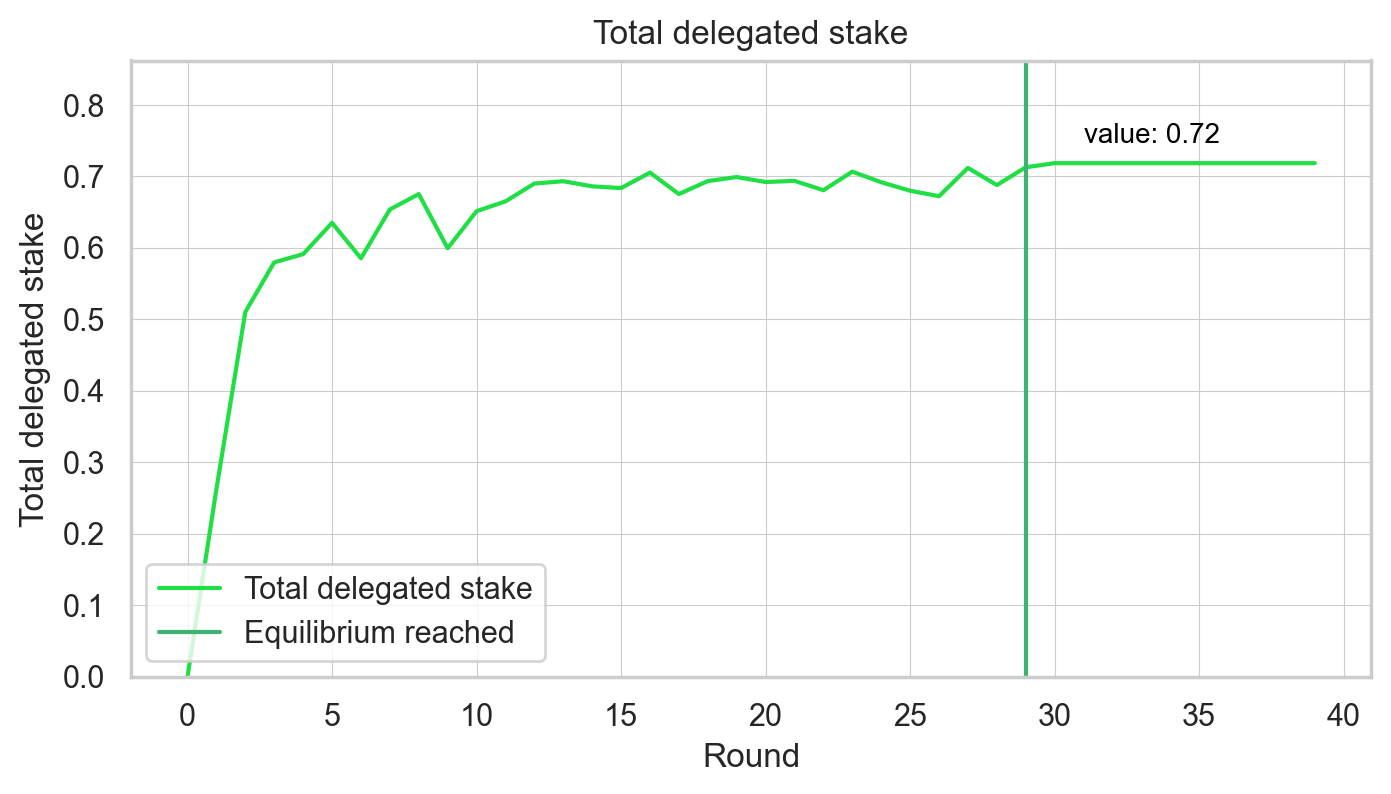 Total delegated stake
Total delegated stake
0.8
0.7
0.6
0.5
0.4
0.3
0.2
0.1
0.0
value: 0.72
Total delegated stake
Equilibrium reached
0 5 10 15 20 25 30 35 40
Round